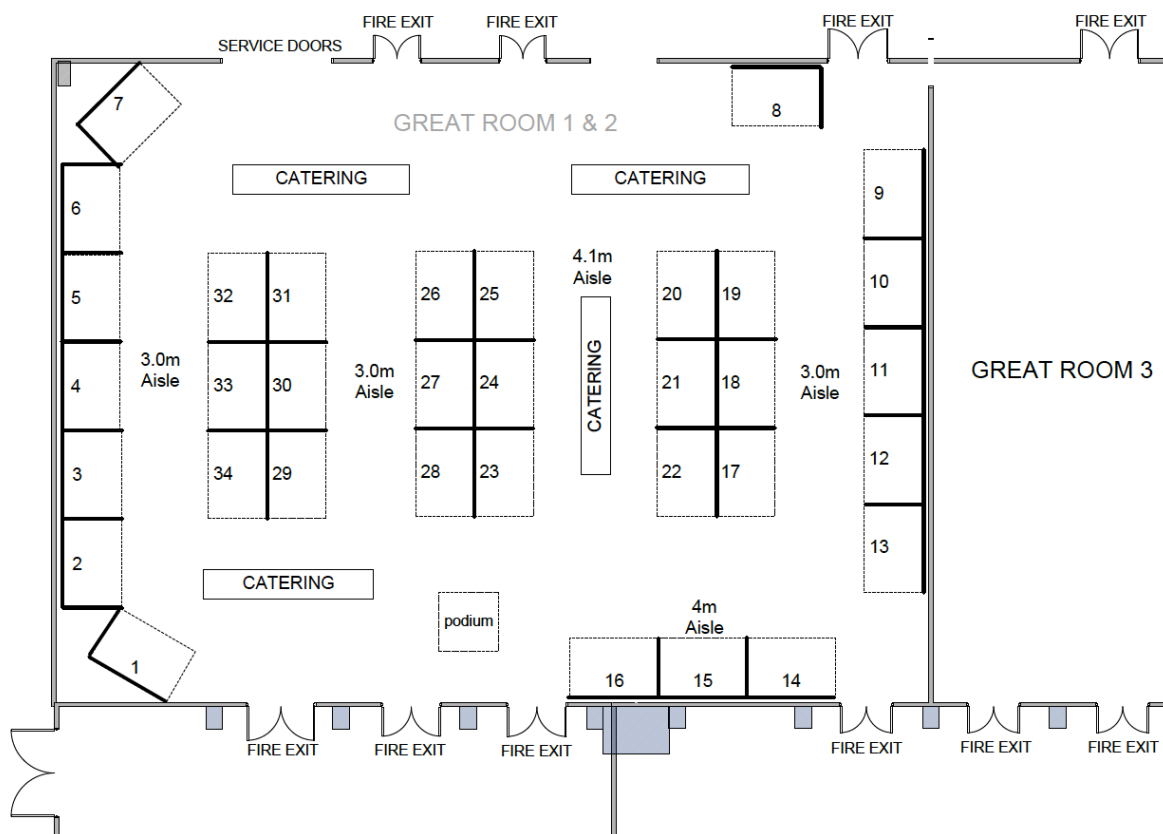 FIRE EXIT
FIRE EXIT
FIRE EXIT
FIRE EXIT
SERVICE DOORS
7
8
GREAT ROOM 1 & 2
CATERING
CATERING
6
9
4.1m
Aisle
5
32
31
26
25
20
19
10
3.0m
Aisle
4
33
30
3.0m
Aisle
27
24
CATERING
21
18
3.0m
Aisle
11
GREAT ROOM 3
3
34
29
28
23
22
17
12
2
13
CATERING
podium
4m
Aisle
1
16
15
14
FIRE EXIT
FIRE EXIT
FIRE EXIT
FIRE EXIT
FIRE EXIT
FIRE EXIT